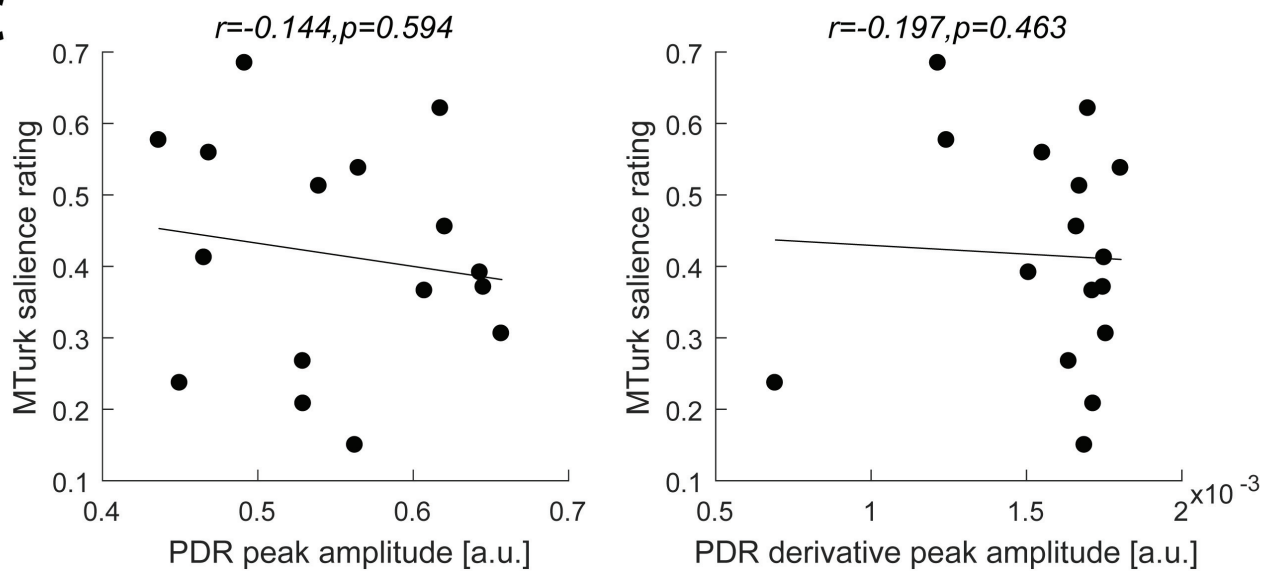 r=-0.144,p=0.594
0.7
0.6
0.5
0.4
0.3
0.2
0.1
MTurk salience rating
0.4 0.5 0.6 0.7
PDR peak amplitude [a.u.]
r=-0.197,p=0.463
0.7
0.6
0.5
0.4
0.3
0.2
0.1
MTurk salience rating
0.5 1 1.5 2 x10 -3
PDR derivative peak amplitude [a.u.]